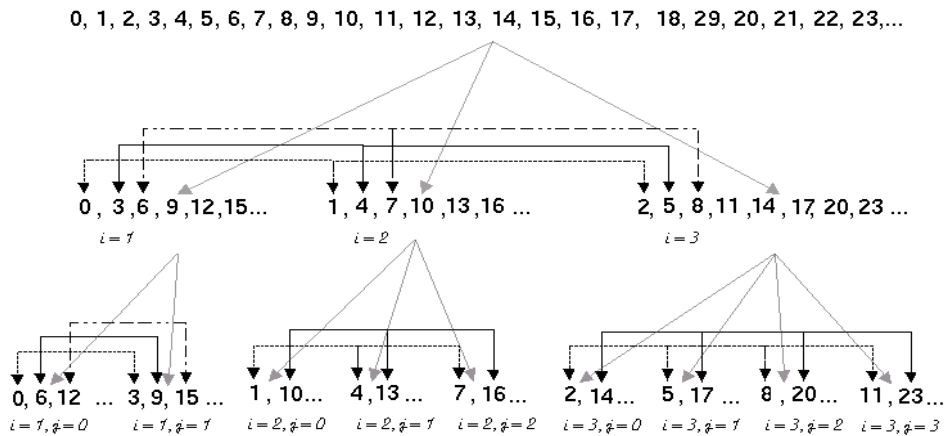 0, 1, 2, 3, 4, 5, 6, 7, 8, 9, 10, 11, 12, 13, 14, 15, 16, 17, 18, 29, 20, 21, 22, 23,...
0, 3, 6, 9, 12, 15... 1, 4, 7, 10, 13, 16 ... 2, 5, 8, 11, 14, 17, 20, 23 ...
i = 1 i = 2 i = 3
0, 6, 12 ... 3, 9, 15 ... 1, 10... 4, 13... 7, 16... 2, 14... 5, 17... 8, 20... 11, 23...
i = 1, j = 0 i = 1, j = 1 i = 2, j = 0 i = 2, j = 1 i = 2, j = 2 i = 3, j = 0 i = 3, j = 1 i = 3, j = 2 i = 3, j = 3